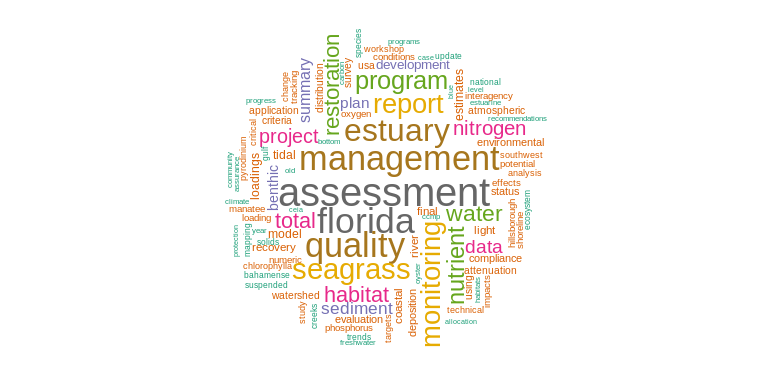 programs
workshop
species
restoration
conditions
case
update
summary
usa
development
carbon
survey
program
national
change
tracking
distribution
blue
level
estimates
interagency
progress
plan
report
estuarine
application
oxygen
atmospheric
criteria
estuary
nitrogen
recommendations
critical
project
bottom
environmental
gulf
tidal
management
southwest
pyrodinium
loadings
old
potential
analysis
community
assurance
benthic
assessment
effects
status
climate
manatee
ceia
final
water
hillsborough
shoreline
ecosystem
loading
total
florida
ccmp
year
model
monitoring
light
protection
mapping
solids
recovery
quality
river
nutrient
data
numeric
compliance
chlorophylla
seagrass
attenuation
bahamense
suspended
oyster
using
habitats
impacts
watershed
habitat
coastal
deposition
study
creeks
sediment
technical
evaluation
targets
allocation
phosphorus
trends
freshwater